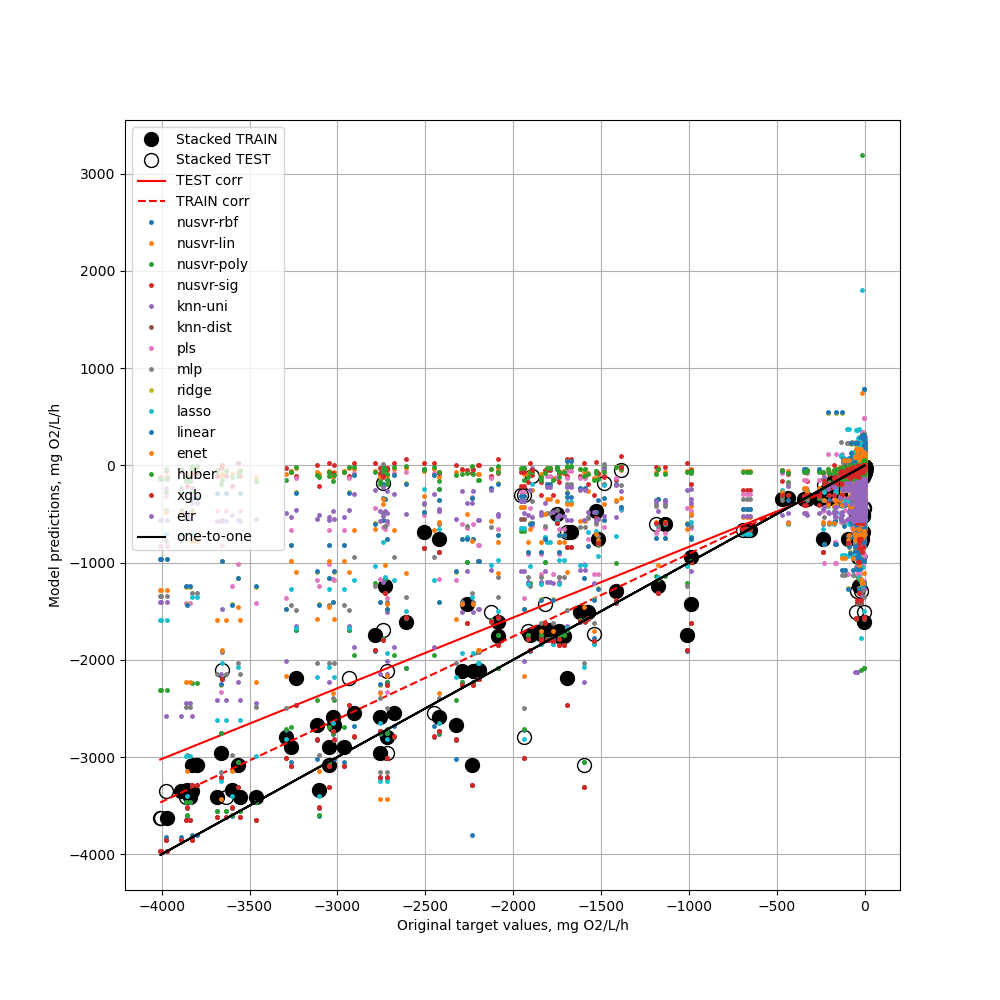 3000
2000
1000
0
−1000
−2000
−3000
−4000
Model predictions, mg O2/L/h
Stacked TRAIN
Stacked TEST
TEST corr
TRAIN corr
nusvr-rbf
nusvr-lin
nusvr-poly
nusvr-sig
knn-uni
knn-dist
pls
mlp
ridge
lasso
linear
enet
huber
xgb
etr
one-to-one
−4000 −3500 −3000 −2500 −2000 −1500 −1000 −500 0
Original target values, mg O2/L/h